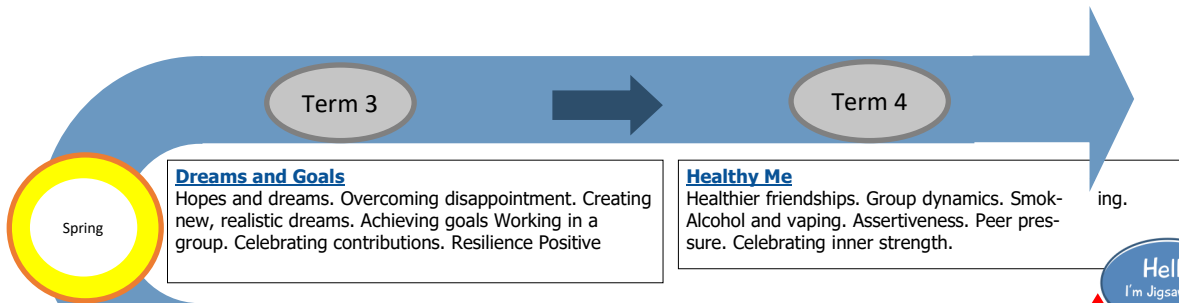 Term 3
Term 4
Spring
Dreams and Goals
Hopes and dreams. Overcoming disappointment. Creating
new, realistic dreams. Achieving goals Working in a
group. Celebrating contributions. Resilience Positive
Healthy Me
Healthier friendships. Group dynamics. Smok- ing.
Alcohol and vaping. Assertiveness. Peer pres-
sure. Celebrating inner strength.
Hell
I'm Jigsa